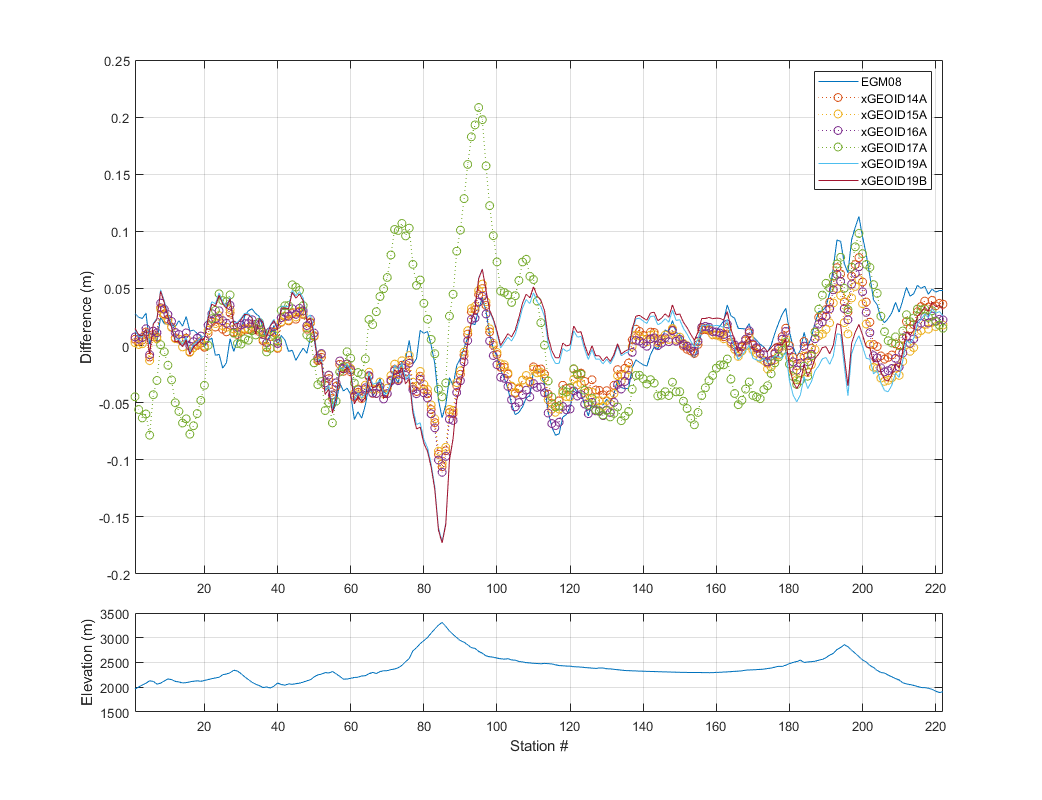 0.25
0.2
0.15
0.1
0.05
0
-0.05
-0.1
-0.15
-0.2
Difference (m)
EGM08
xGEOID14A
xGEOID15A
xGEOID16A
xGEOID17A
xGEOID19A
xGEOID19B
20 40 60 80 100 120 140 160 180 200 220
3500
3000
2500
2000
1500
Elevation (m)
20 40 60 80 100 120 140 160 180 200 220
Station #